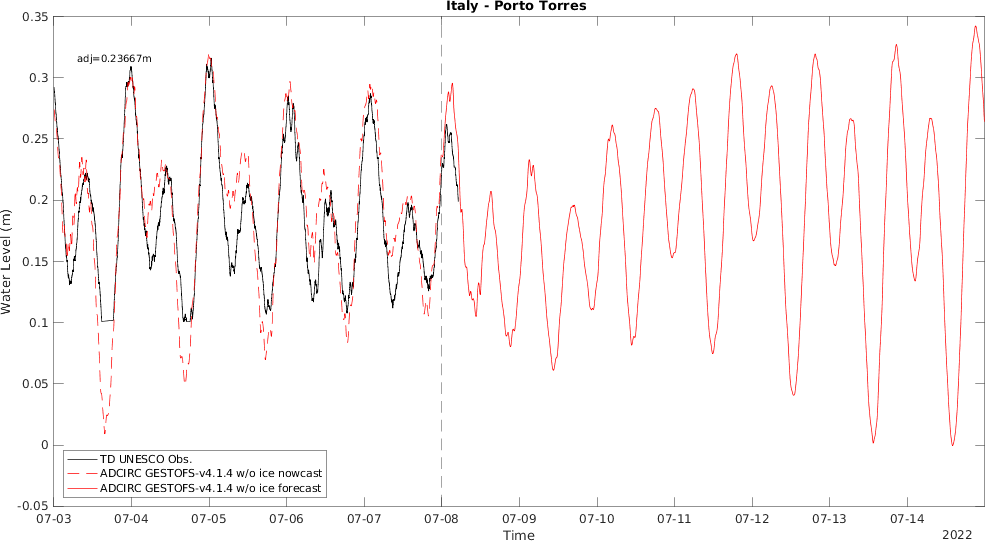 Italy - Porto Torres
0.35
0.3
0.25
0.2
0.15
0.1
0.05
0
-0.05
Water Level (m)
adj=0.23667m
TD UNESCO Obs.
ADCIRC GESTOFS-v4.1.4 w/o ice nowcast
ADCIRC GESTOFS-v4.1.4 w/o ice forecast
07-03 07-04 07-05 07-06 07-07 07-08 07-09 07-10 07-11 07-12 07-13 07-14
Time
2022